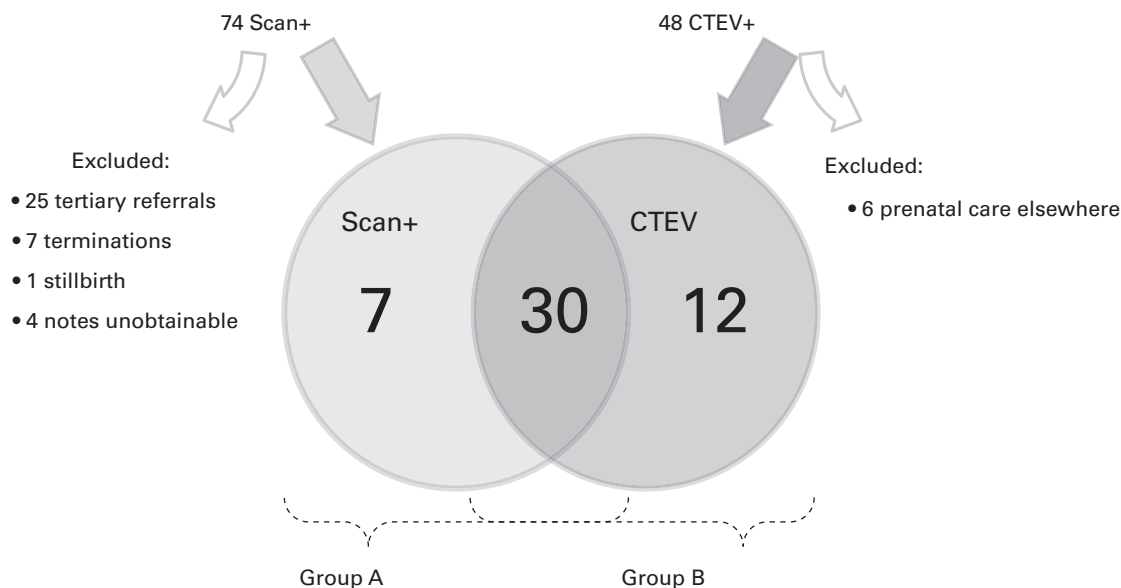 74 Scan+
48 CTEV+
Excluded:
• 25 tertiary referrals
• 7 terminations
• 1 stillbirth
• 4 notes unobtainable
Excluded:
• 6 prenatal care elsewhere
Scan+
CTEV
7
30
12
Group A
Group B